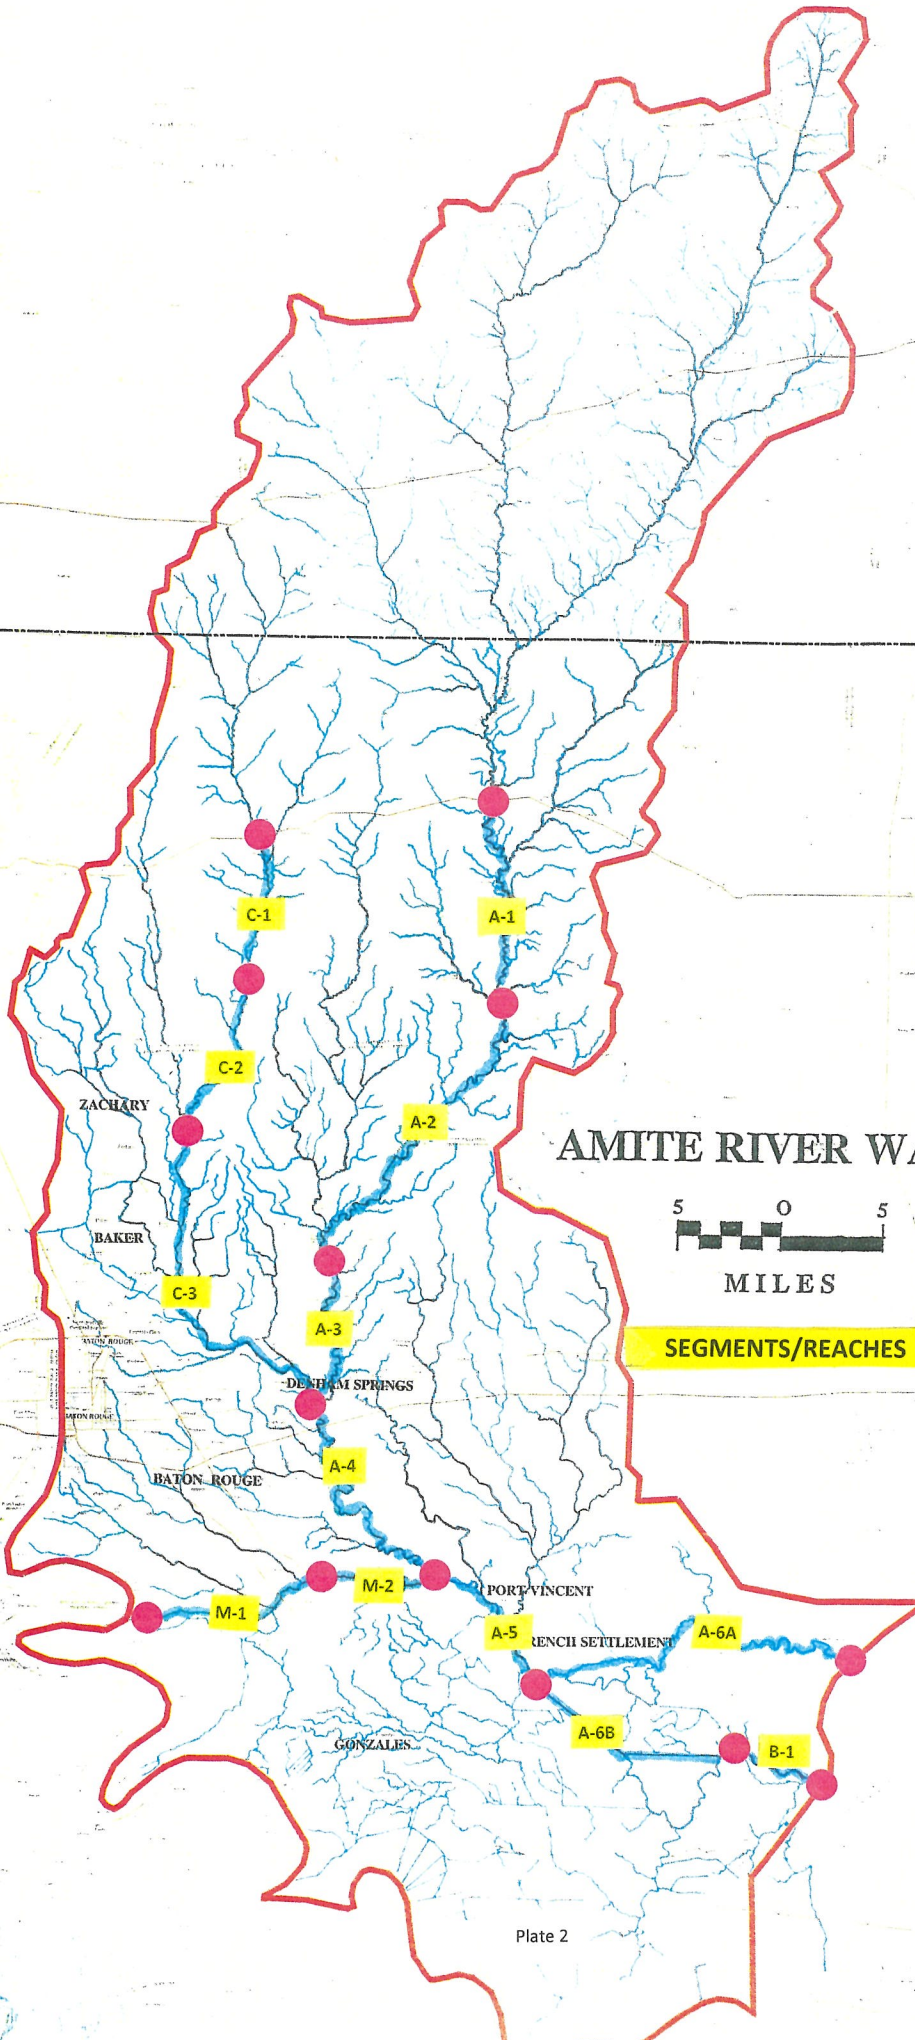 C-1
A-1
C-2
ZACHARY
A-2
AMITE RIVER WA
5 0 5
BAKER
MILES
C-3
A-3
SEGMENTS/REACHES
DENHAM SPRINGS
A-4
BATON ROUGE
M-2
PORT VINCENT
M-1
A-5
RENCH SETTLEMENT
A-6A
A-6B
GONZALES
B-1
Plate 2